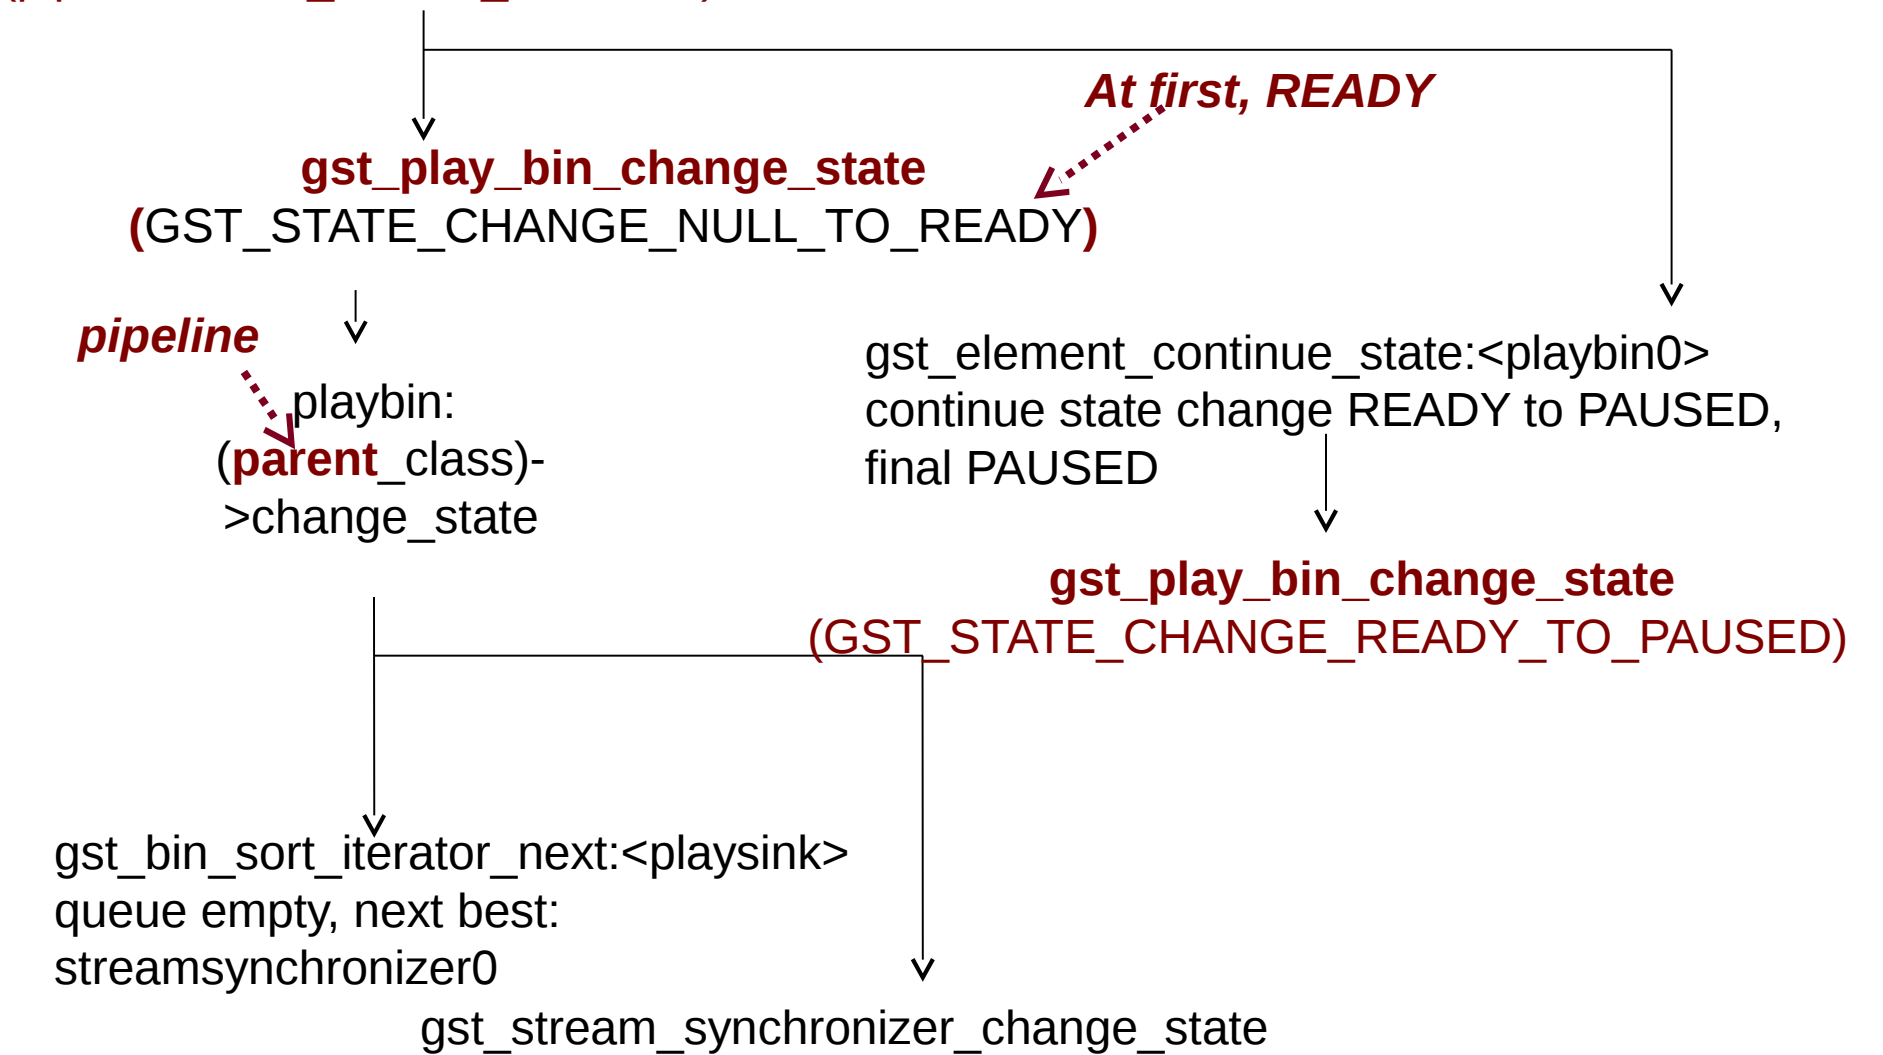 At first, READY
gst_play_bin_change_state
(GST_STATE_CHANGE_NULL_TO_READY)
pipeline
playbin:
(parent_class)-
>change_state
gst_element_continue_state:<playbin0>
continue state change READY to PAUSED,
final PAUSED
gst_play_bin_change_state
(GST_STATE_CHANGE_READY_TO_PAUSED)
gst_bin_sort_iterator_next:<playsink>
queue empty, next best:
streamsynchronizer0
gst_stream_synchronizer_change_state